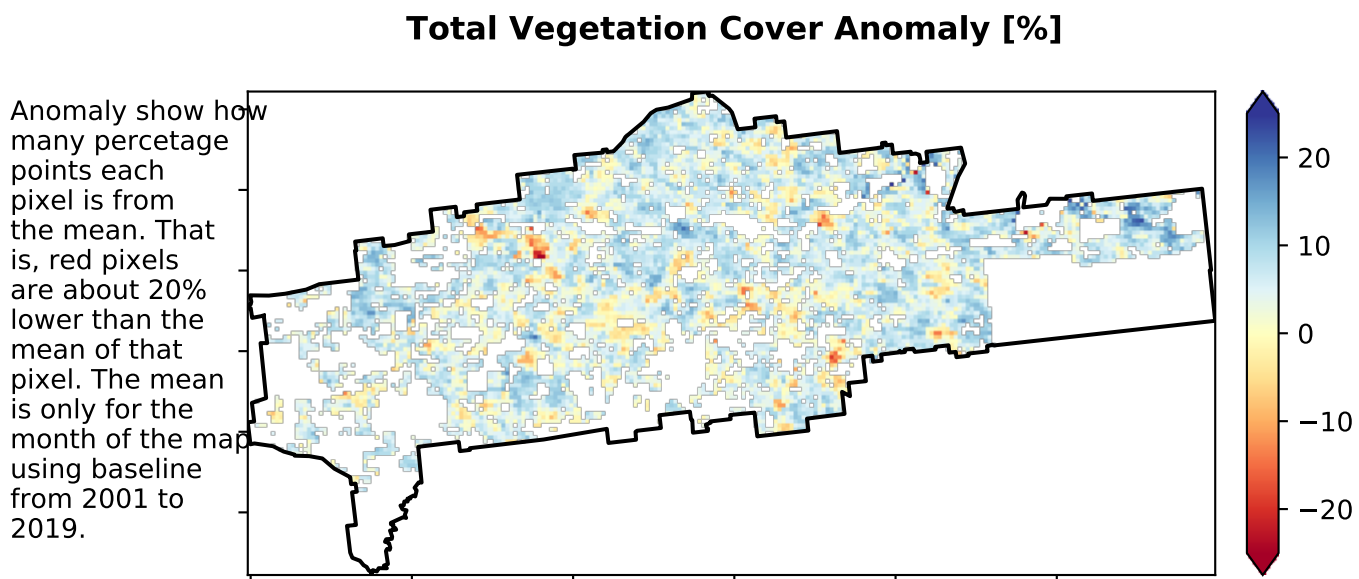 Total Vegetation Cover Anomaly [%]
Anomaly show how
many percetage
points each
pixel is from
the mean. That
is, red pixels
are about 20%
lower than the
mean of that
pixel. The mean
is only for the
month of the map
using baseline
from 2001 to
2019.
20
10
0
−10
−20